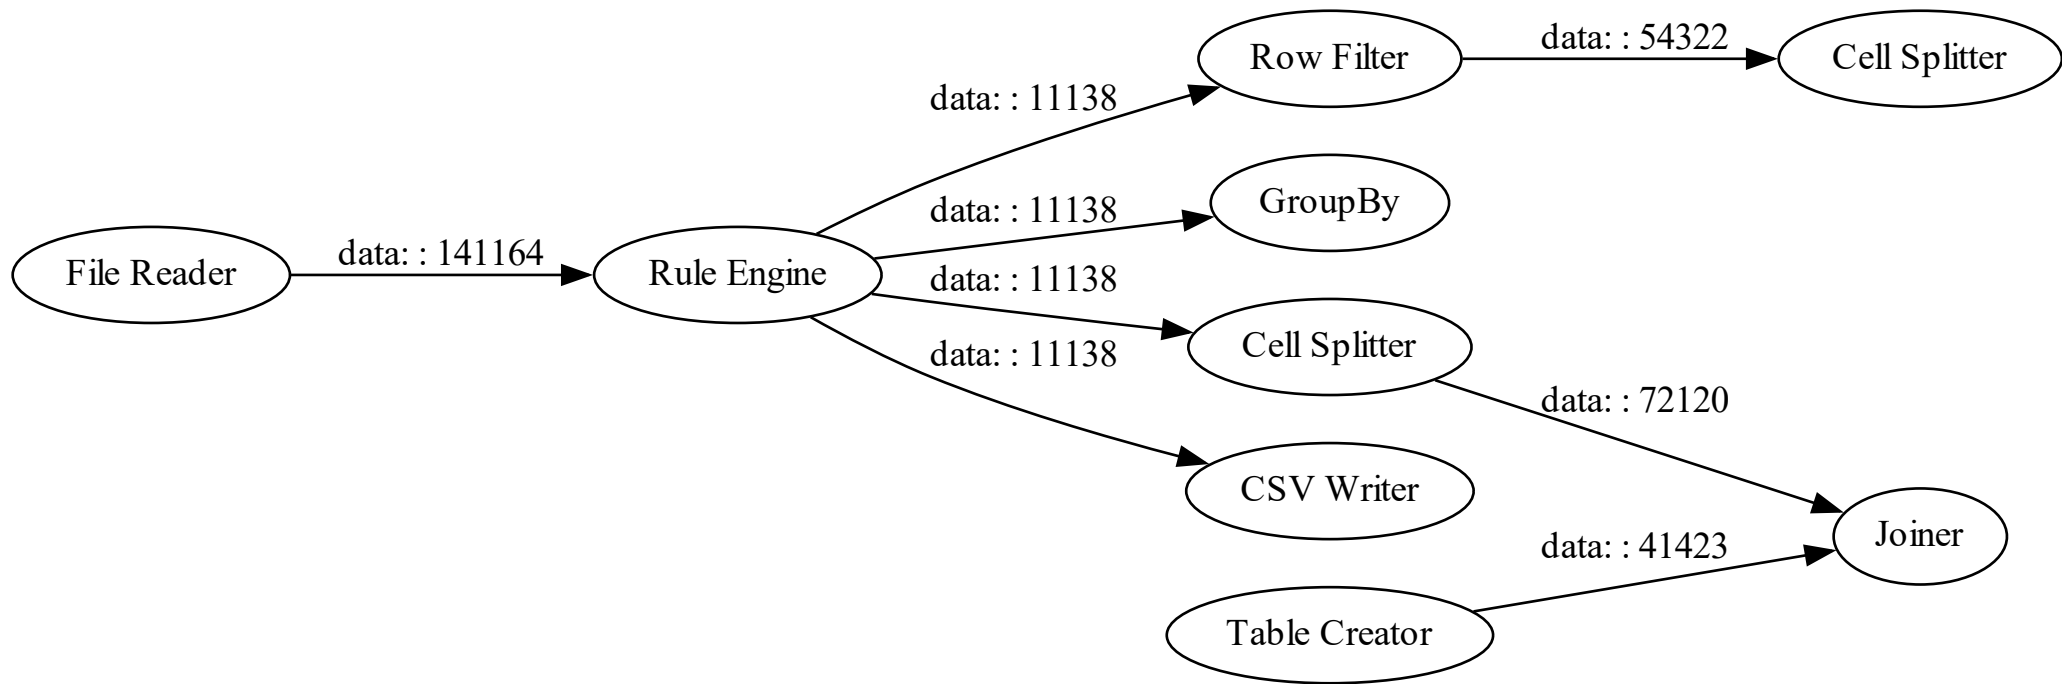 Row Filter
data: : 54322
Cell Splitter
data: : 11138
GroupBy
data: : 11138
File Reader
data: : 141164
Rule Engine
data: : 11138
Cell Splitter
data: : 11138
data: : 72120
CSV Writer
Joiner
data: : 41423
Table Creator